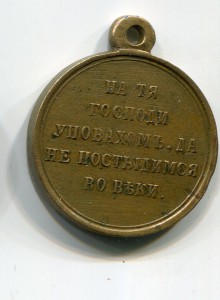 НА ТЯ
ГОСПОДИ
УПОВАХОМЪ. ДА
НЕ ПОСТЫДИМСЯ
ВО ВѢКИ.